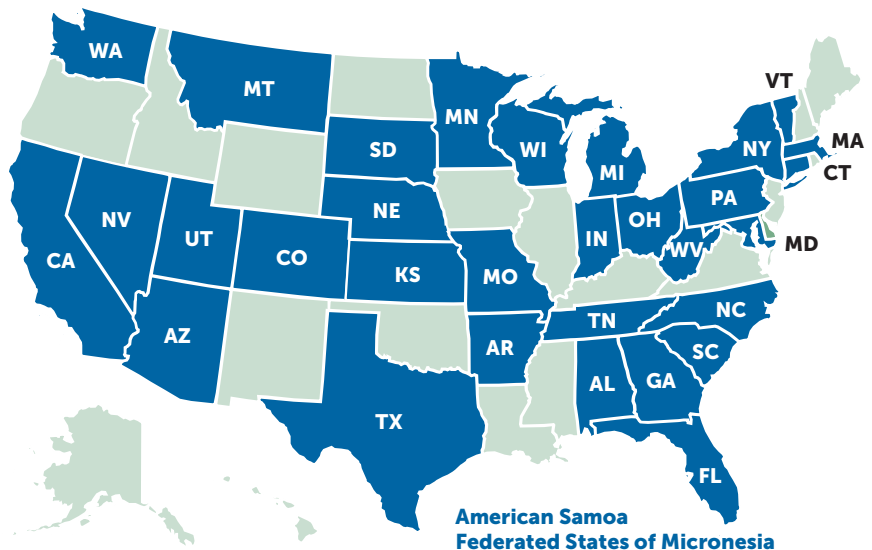 WA
MT
VT
MN
MA
NY
SD
WI
CT
MI
PA
NE
NV
OH
UT
IN
WV
MD
CO
CA
KS
MO
NC
TN
AZ
AR
SC
AL
GA
TX
FL
American Samoa
Federated States of Micronesia